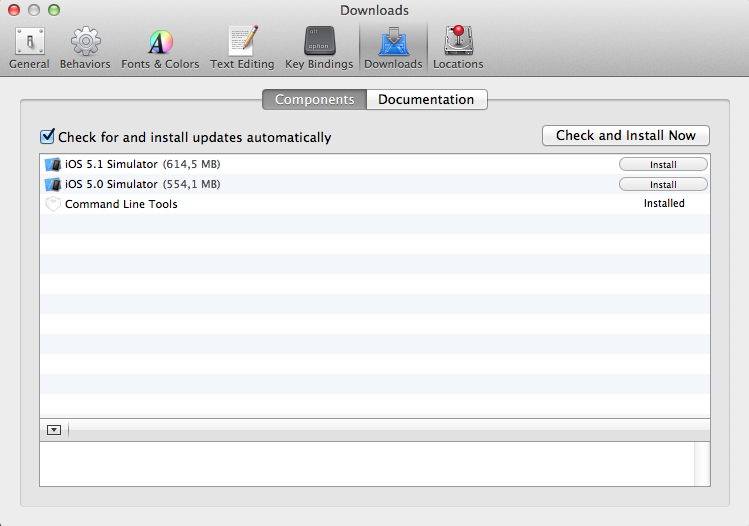 Downloads
General Behaviors Fonts & Colors Text Editing Key Bindings Downloads Locations
Components Documentation
Check for and install updates automatically Check and Install Now
iOS 5.1 Simulator (614,5 MB) Install
iOS 5.0 Simulator (554,1 MB) Install
Command Line Tools Installed